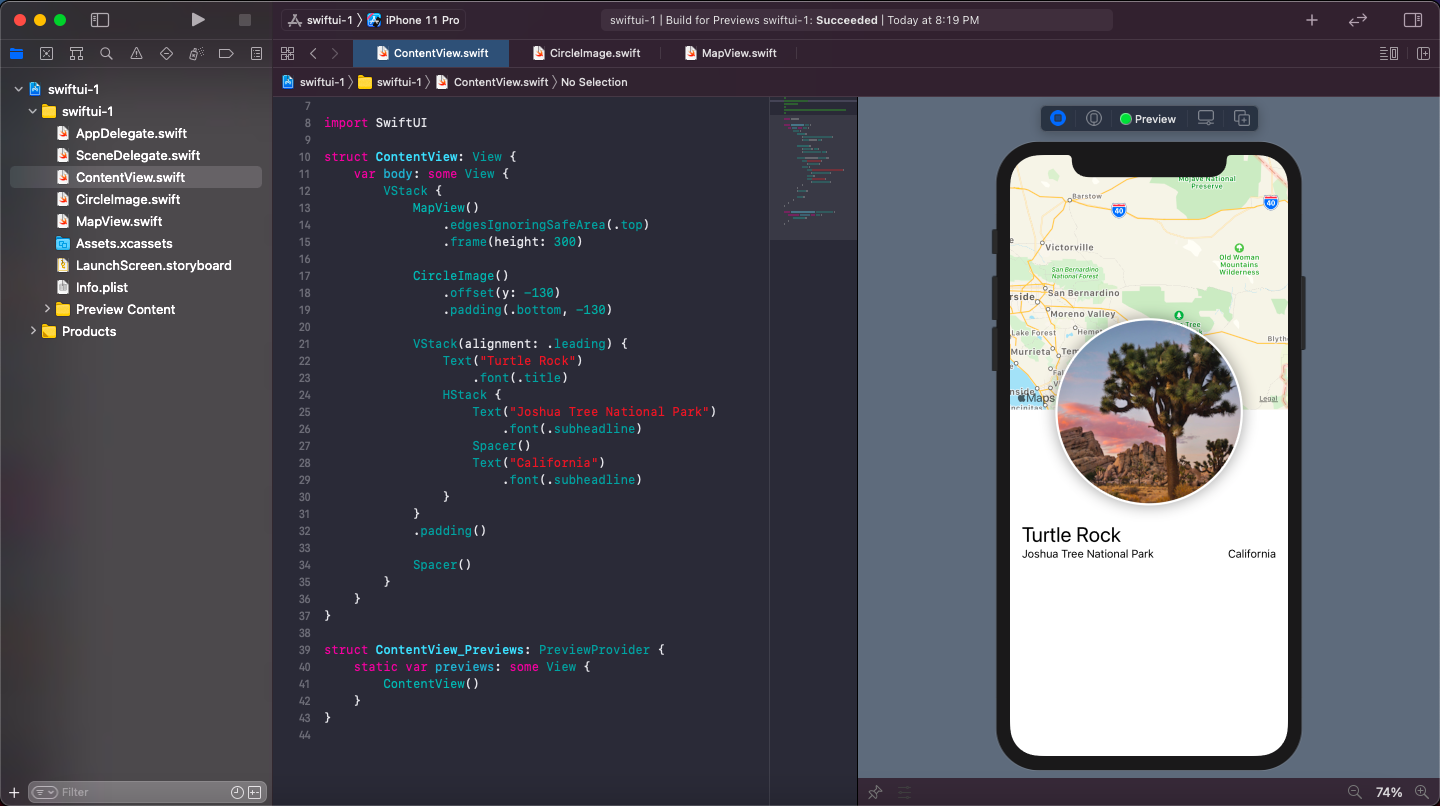 swiftui-1 〉 iPhone 11 Pro
swiftui-1 | Build for Previews swiftui-1: Succeeded | Today at 8:19 PM
ContentView.swift
CircleImage.swift
MapView.swift
swiftui-1 〉 swiftui-1 〉 ContentView.swift 〉 No Selection
swiftui-1
swiftui-1
AppDelegate.swift
SceneDelegate.swift
ContentView.swift
CircleImage.swift
MapView.swift
Assets.xcassets
LaunchScreen.storyboard
Info.plist
Preview Content
Products
Filter
7
8 import SwiftUI
9
10 struct ContentView: View {
11     var body: some View {
12         VStack {
13             MapView()
14                 .edgesIgnoringSafeArea(.top)
15                 .frame(height: 300)
16
17             CircleImage()
18                 .offset(y: -130)
19                 .padding(.bottom, -130)
20
21             VStack(alignment: .leading) {
22                 Text("Turtle Rock")
23                     .font(.title)
24                 HStack {
25                     Text("Joshua Tree National Park")
26                         .font(.subheadline)
27                     Spacer()
28                     Text("California")
29                         .font(.subheadline)
30                 }
31             }
32             .padding()
33
34             Spacer()
35         }
36     }
37 }
38
39 struct ContentView_Previews: PreviewProvider {
40     static var previews: some View {
41         ContentView()
42     }
43 }
44
Preview
Mojave National
Preserve
Barstow
40
40
Victorville
Old Woman
Mountains
Wilderness
San Bernardino
National Forest
San Bernardino
rside
Moreno Valley
Tree
Lake Forest
Heme
Blythe
Murrieta
Tem
Fal
nside
Maps
Legal
ncinitas
Turtle Rock
Joshua Tree National Park
California
74%